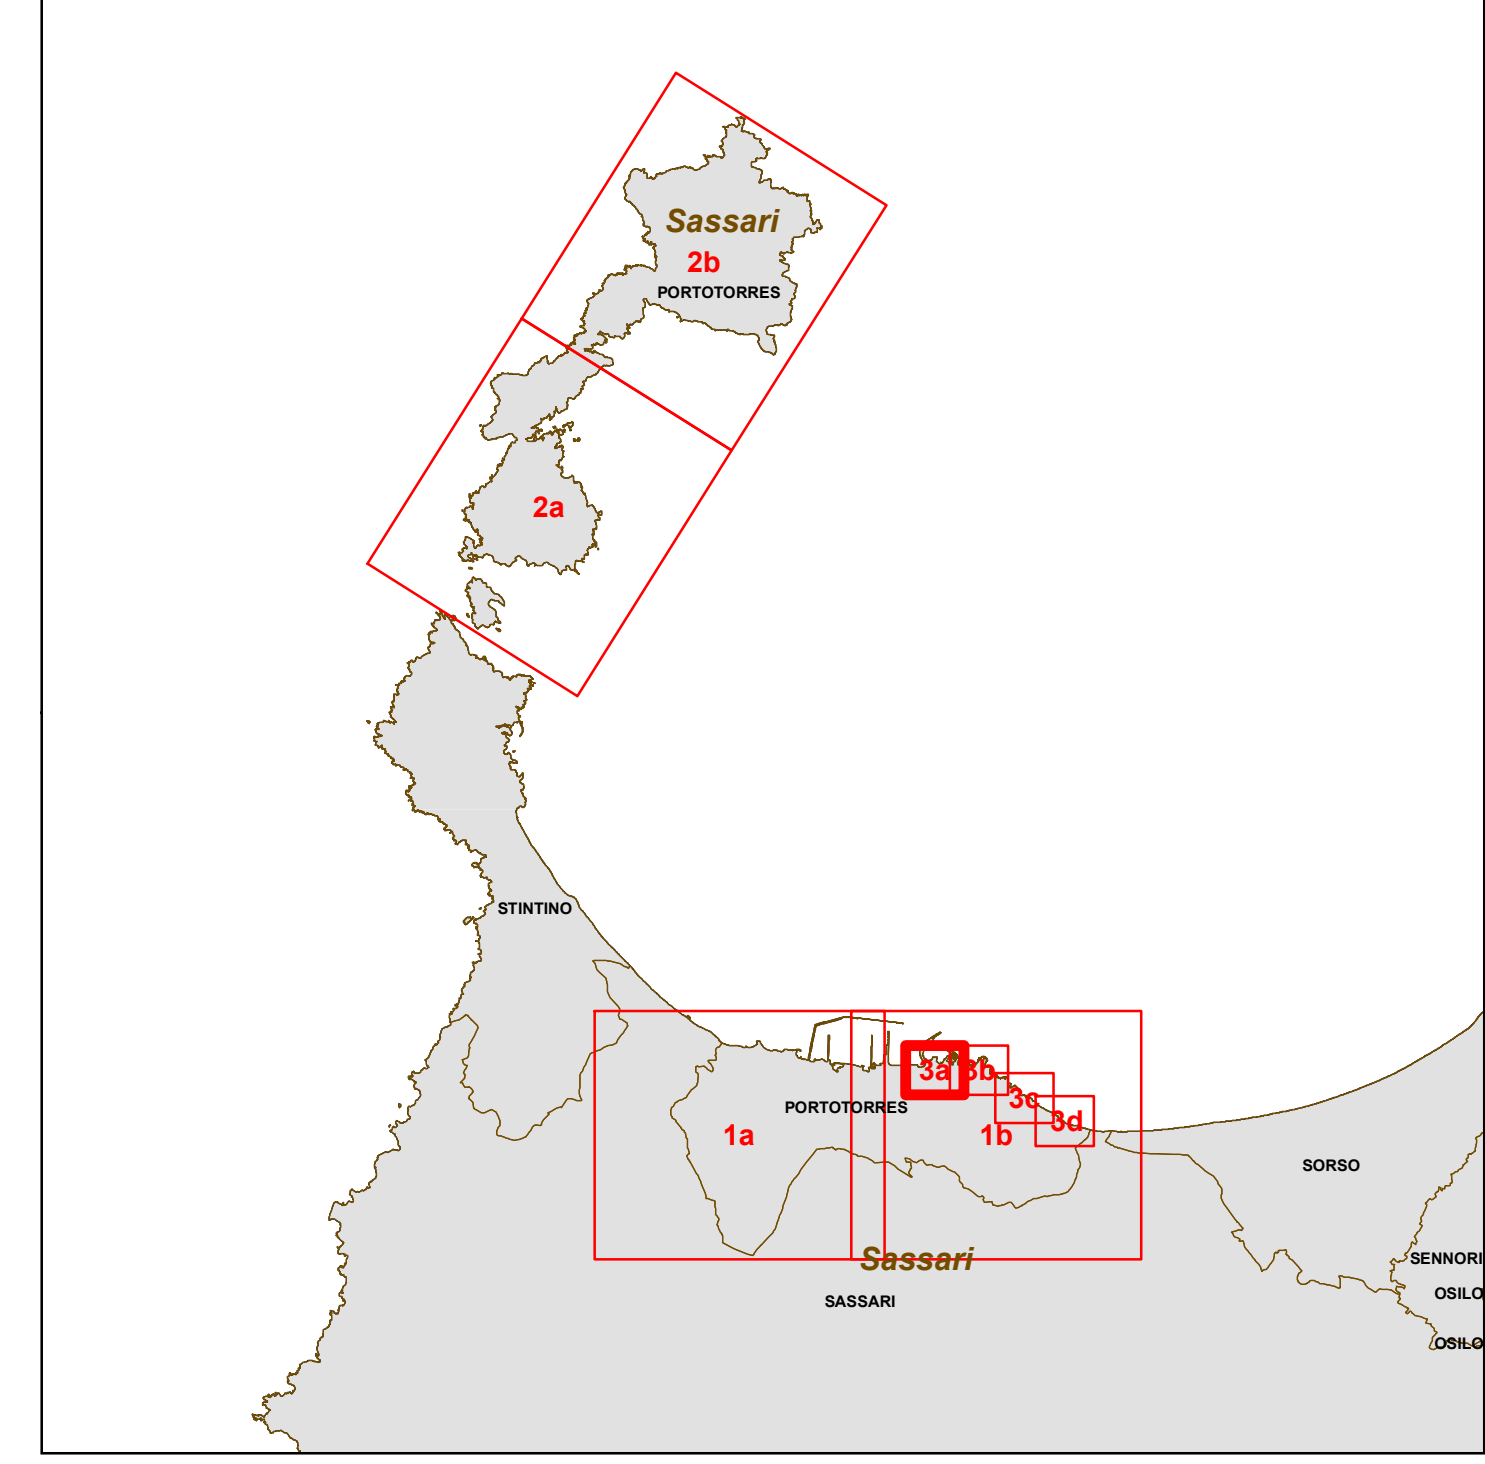 Sassari
2b
PORTOTORRES
2a
STINTINO
3a
3b
3c
PORTOTORRES
3d
1a
1b
SORSO
Sassari
SENNORI
OSILO
SASSARI
OSILO